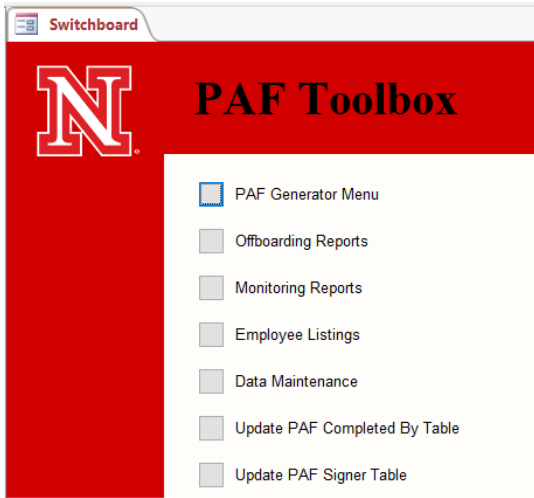 Switchboard
N
PAF Toolbox
PAF Generator Menu
Offboarding Reports
Monitoring Reports
Employee Listings
Data Maintenance
Update PAF Completed By Table
Update PAF Signer Table